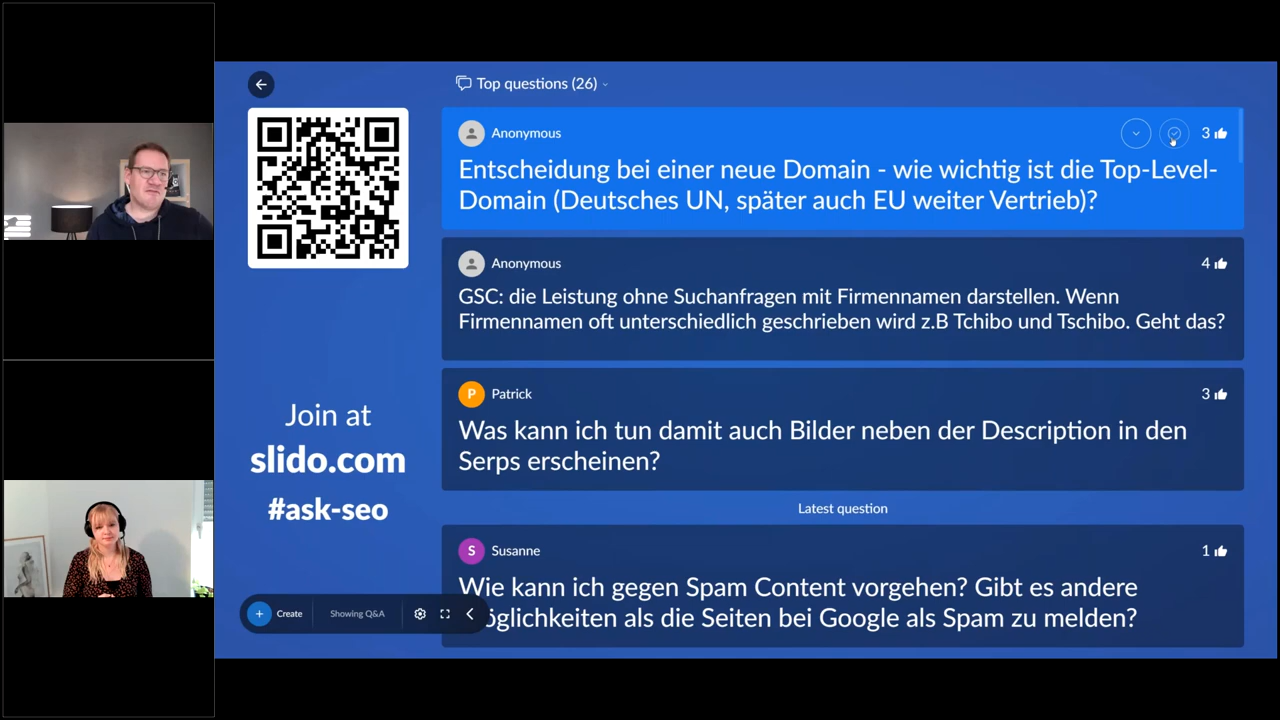 Top questions (26)
Anonymous
3
Entscheidung bei einer neue Domain - wie wichtig ist die Top-Level-
Domain (Deutsches UN, später auch EU weiter Vertrieb)?
Anonymous
4
GSC: die Leistung ohne Suchanfragen mit Firmennamen darstellen. Wenn
Firmennamen oft unterschiedlich geschrieben wird z.B Tchibo und Tschibo. Geht das?
P
Patrick
3
Was kann ich tun damit auch Bilder neben der Description in den
Serps erscheinen?
Latest question
S
Susanne
1
Wie kann ich gegen Spam Content vorgehen? Gibt es andere
öglichkeiten als die Seiten bei Google als Spam zu melden?
Join at
slido.com
#ask-seo
Create
Showing Q&A